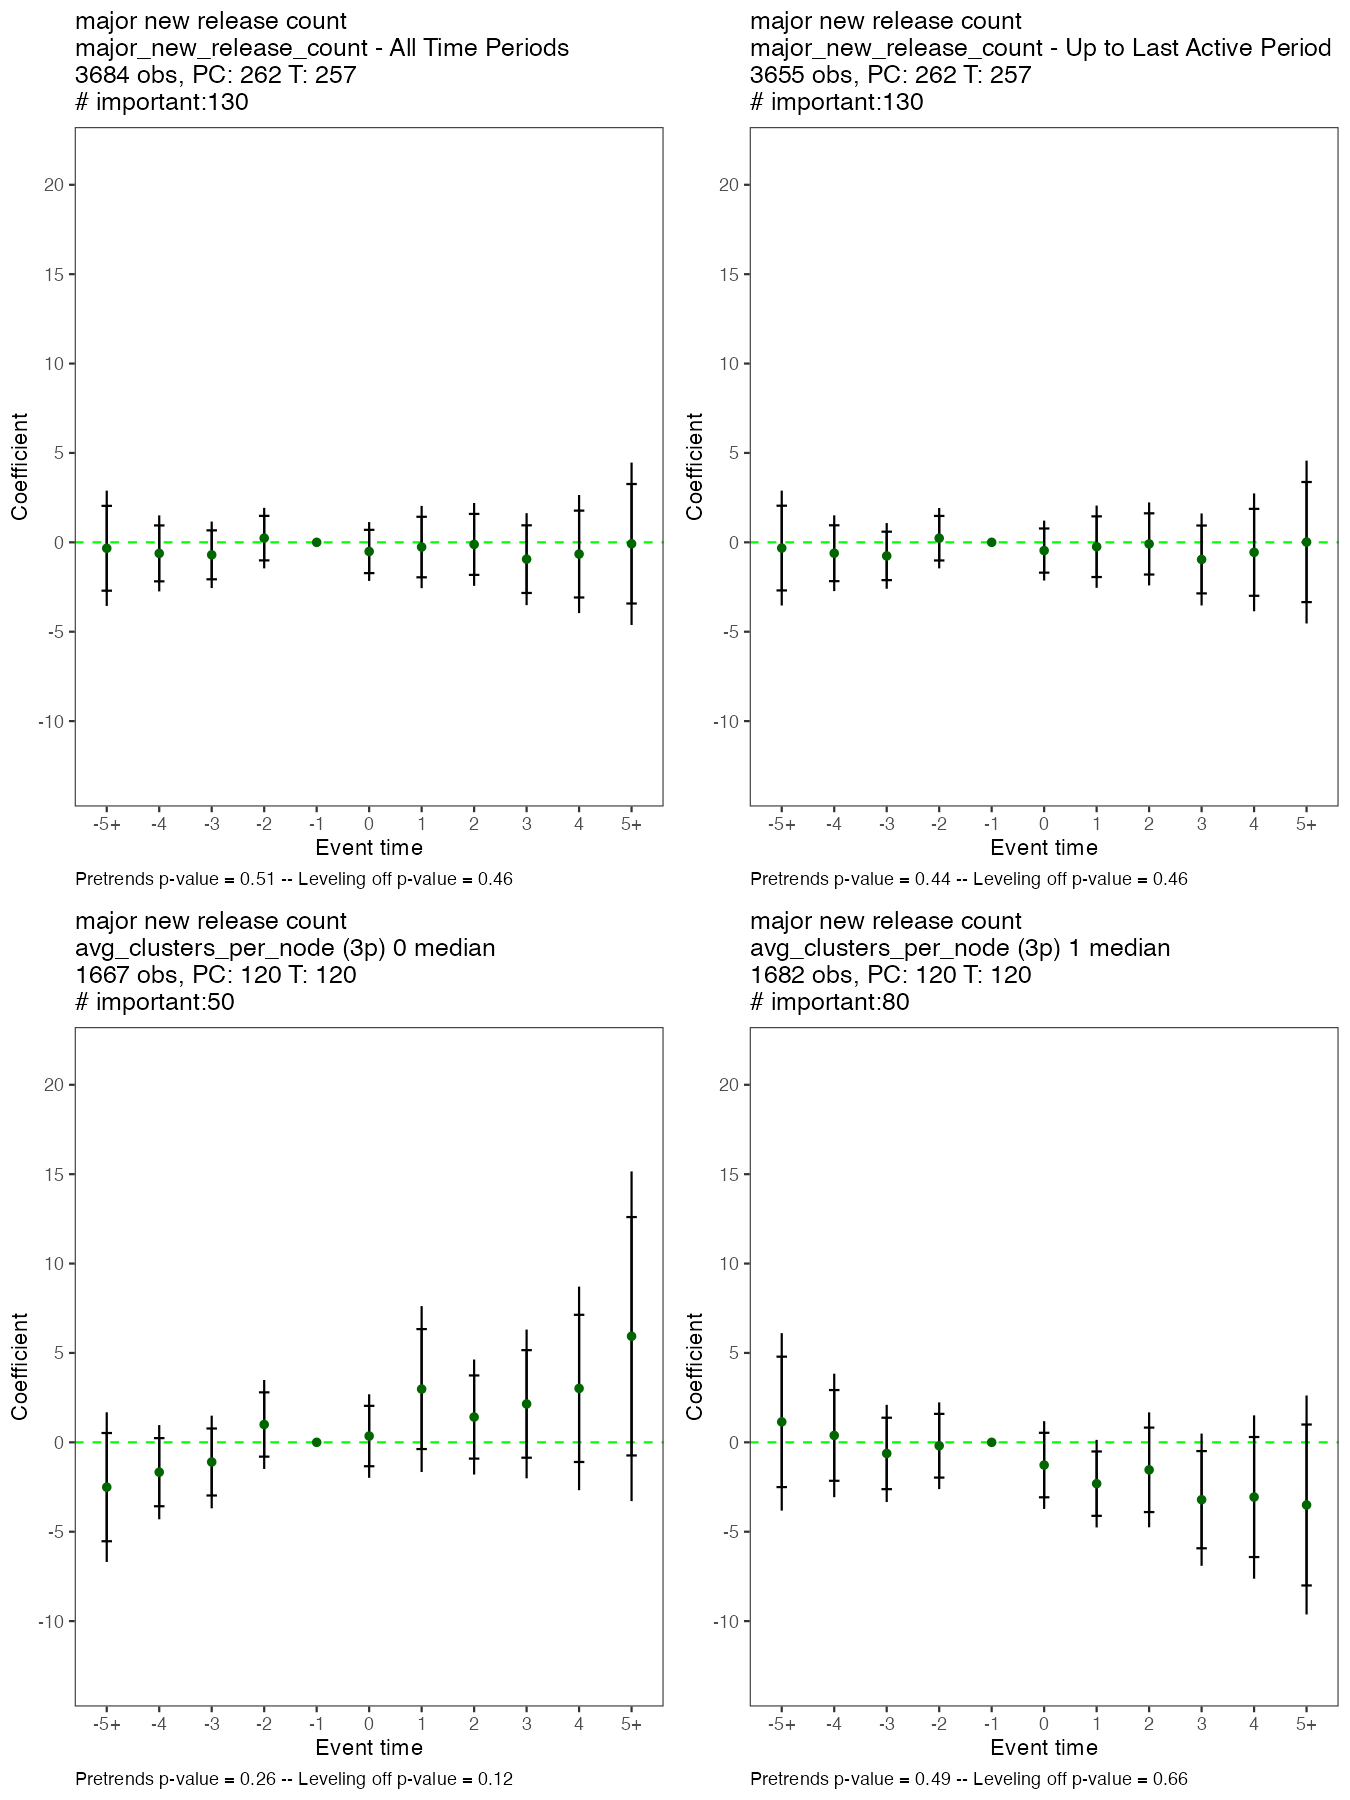 major new release count
major_new_release_count - All Time Periods
3684 obs, PC: 262 T: 257
# important:130
20
15
10
5
0
-5
-10
Coefficient
-5+ -4 -3 -2 -1 0 1 2 3 4 5+
Event time
Pretrends p-value = 0.51 -- Leveling off p-value = 0.46
major new release count
major_new_release_count - Up to Last Active Period
3655 obs, PC: 262 T: 257
# important:130
20
15
10
5
0
-5
-10
Coefficient
-5+ -4 -3 -2 -1 0 1 2 3 4 5+
Event time
Pretrends p-value = 0.44 -- Leveling off p-value = 0.46
major new release count
avg_clusters_per_node (3p) 0 median
1667 obs, PC: 120 T: 120
# important:50
20
15
10
5
0
-5
-10
Coefficient
-5+ -4 -3 -2 -1 0 1 2 3 4 5+
Event time
Pretrends p-value = 0.26 -- Leveling off p-value = 0.12
major new release count
avg_clusters_per_node (3p) 1 median
1682 obs, PC: 120 T: 120
# important:80
20
15
10
5
0
-5
-10
Coefficient
-5+ -4 -3 -2 -1 0 1 2 3 4 5+
Event time
Pretrends p-value = 0.49 -- Leveling off p-value = 0.66